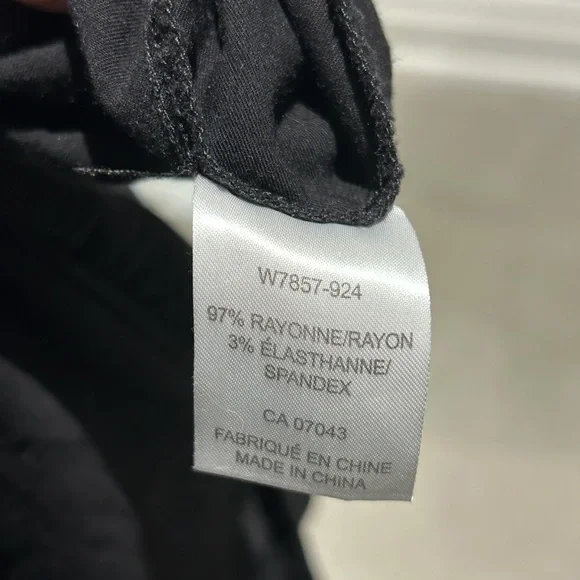 W7857-924
97% RAYONNE/RAYON
3% ÉLASTHANNE/
SPANDEX
CA 07043
FABRIQUÉ EN CHINE
MADE IN CHINA